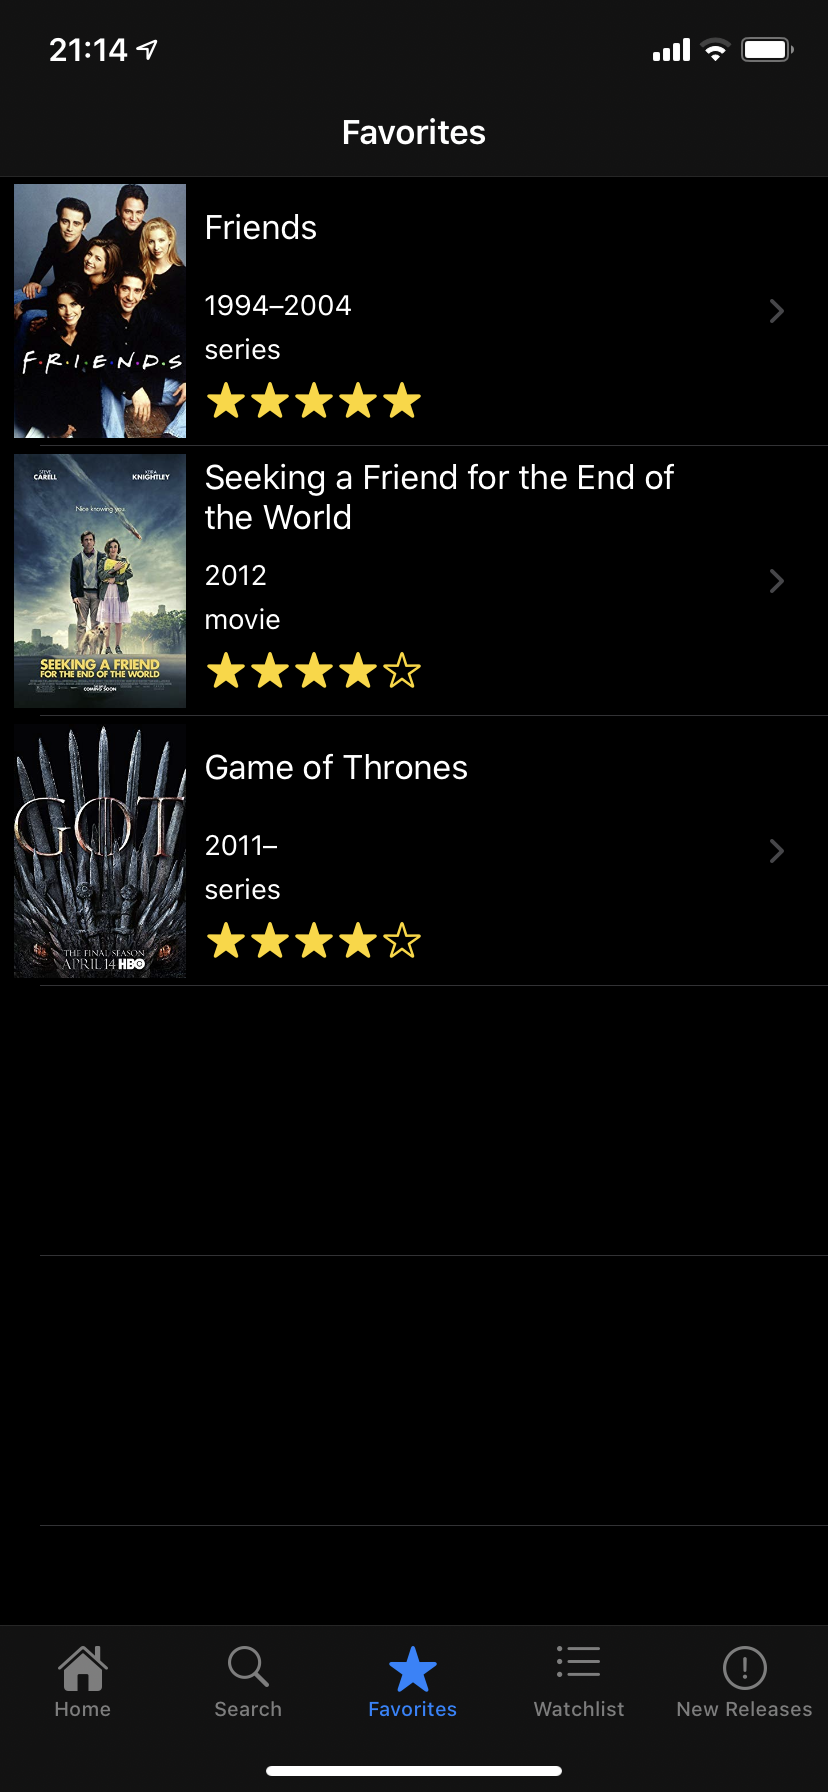 21:14
Favorites
F·R·I·E·N·D·S
Friends
1994–2004
series
STEVE
CARELL
KEIRA
KNIGHTLEY
Nice knowing you.
SEEKING A FRIEND
FOR THE END OF THE WORLD
COMING SOON
Seeking a Friend for the End of
the World
2012
movie
GOT
THE FINAL SEASON
APRIL 14 HBO
Game of Thrones
2011–
series
Home
Search
Favorites
Watchlist
New Releases